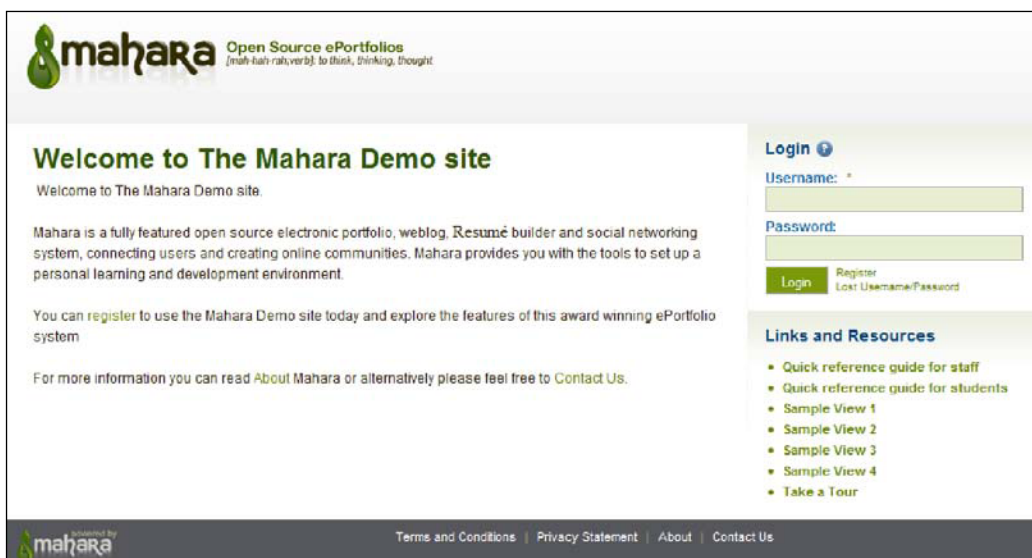 mahara
Open Source ePortfolios
[mah-hah-rah;verb]: to think, thinking, thought
Welcome to The Mahara Demo site
Welcome to The Mahara Demo site.
Mahara is a fully featured open source electronic portfolio, weblog, Resumé builder and social networking
system, connecting users and creating online communities. Mahara provides you with the tools to set up a
personal learning and development environment.
You can register to use the Mahara Demo site today and explore the features of this award winning ePortfolio
system
For more information you can read About Mahara or alternatively please feel free to Contact Us.
Login ?
Username: *
Password:
Login
Register
Lost Username/Password
Links and Resources
• Quick reference guide for staff
• Quick reference guide for students
• Sample View 1
• Sample View 2
• Sample View 3
• Sample View 4
• Take a Tour
powered by
mahara
Terms and Conditions | Privacy Statement | About | Contact Us